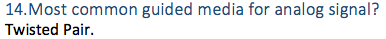 14.Most common guided media for analog signal?
Twisted Pair.